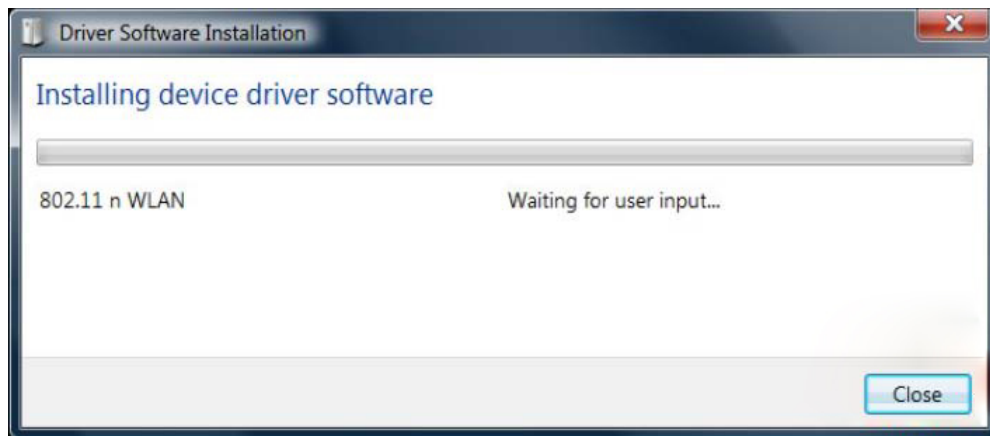 Driver Software Installation
Installing device driver software
802.11 n WLAN Waiting for user input...
Close